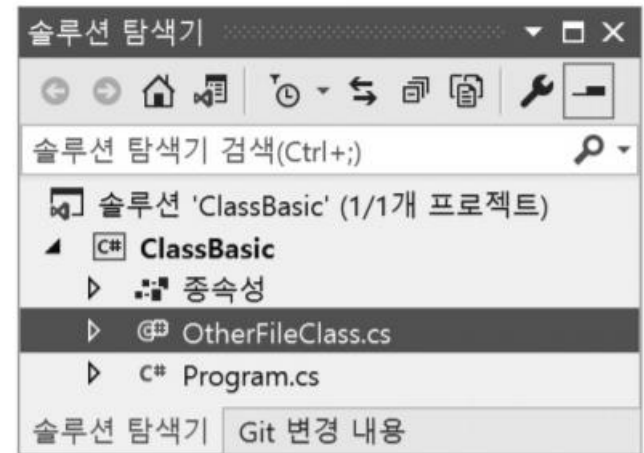 솔루션 탐색기
솔루션 탐색기 검색(Ctrl+;)
솔루션 'ClassBasic' (1/1개 프로젝트)
C# ClassBasic
종속성
C# OtherFileClass.cs
C# Program.cs
솔루션 탐색기 Git 변경 내용